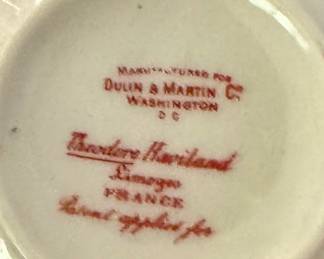 MANUFACTURED FOR
DULIN & MARTIN Co
WASHINGTON
D C
Theodore Haviland
Limoges
FRANCE
Patent applied for